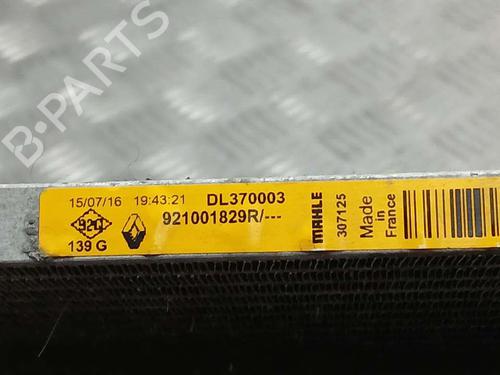 B-PARTS
15/07/16 19:43:21 DL370003
921001829R/---
139 G
MAHLE
307125
Made
in
France